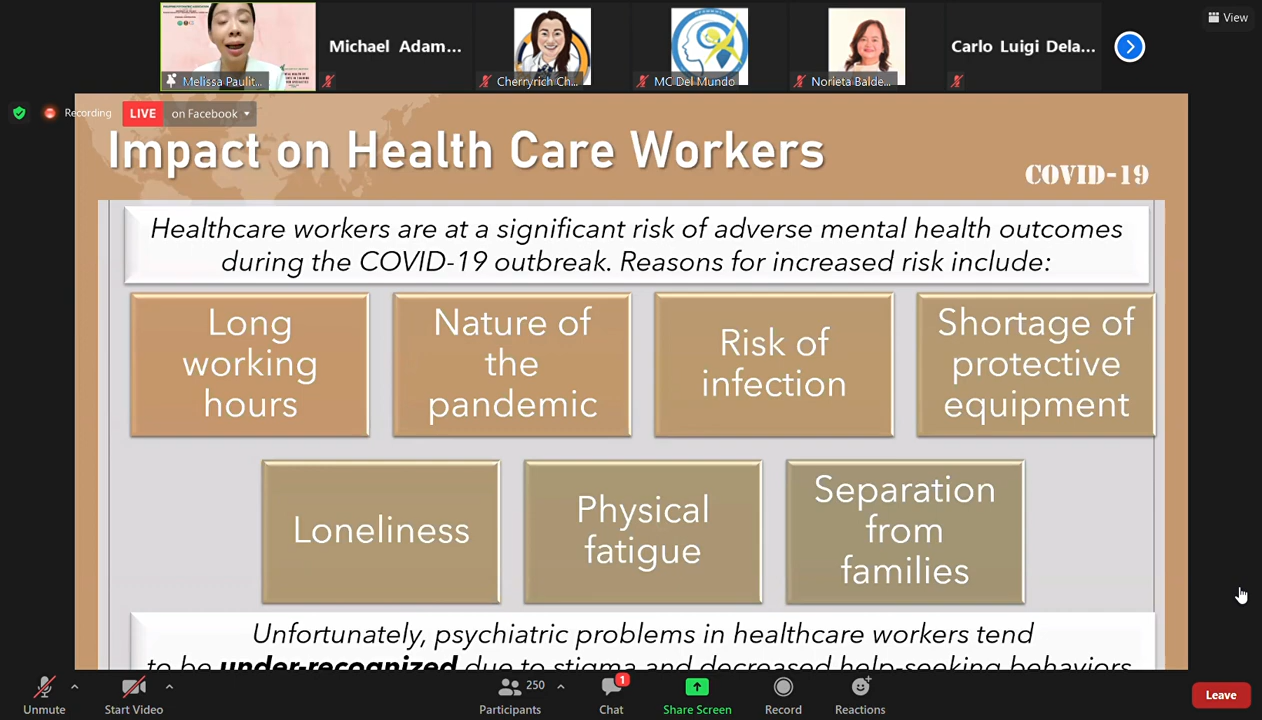 View
Michael Adam...
Carlo Luigi Dela...
Melissa Paulit...
Cherryrich Ch...
MC Del Mundo
Norieta Balde...
Recording
LIVE
on Facebook
Impact on Health Care Workers
COVID-19
Healthcare workers are at a significant risk of adverse mental health outcomes
during the COVID-19 outbreak. Reasons for increased risk include:
Long
working
hours
Nature of
the
pandemic
Risk of
infection
Shortage of
protective
equipment
Loneliness
Physical
fatigue
Separation
from
families
Unfortunately, psychiatric problems in healthcare workers tend
to be under-recognized due to stigma and decreased help-seeking behaviors
Unmute
Start Video
250
Participants
1
Chat
Share Screen
Record
Reactions
Leave